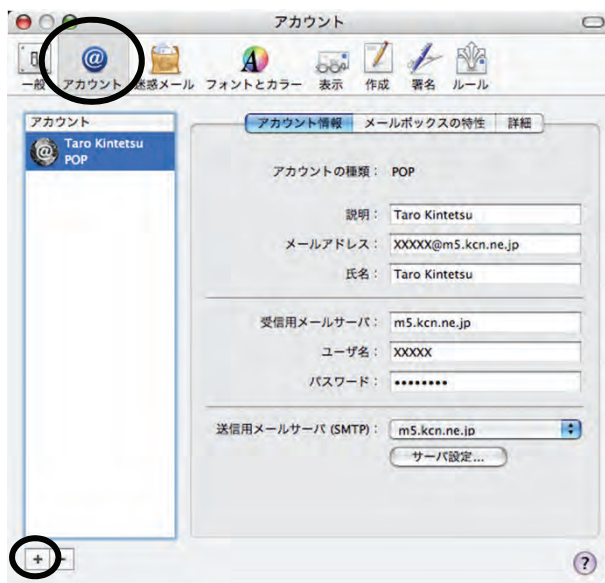 アカウント
一般 アカウント 迷惑メール フォントとカラー 表示 作成 署名 ルール
アカウント
Taro Kintetsu
POP
アカウント情報 メールボックスの特性 詳細
アカウントの種類： POP
説明： Taro Kintetsu
メールアドレス： XXXXX@m5.kcn.ne.jp
氏名： Taro Kintetsu
受信用メールサーバ： m5.kcn.ne.jp
ユーザ名： XXXXX
パスワード： ••••••••
送信用メールサーバ (SMTP)： m5.kcn.ne.jp
サーバ設定...
+ −
?